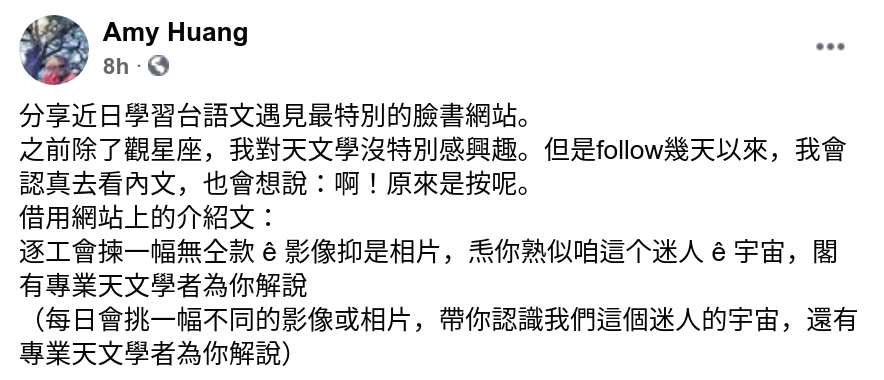 Amy Huang
8h ·
分享近日學習台語文遇見最特別的臉書網站。
之前除了觀星座，我對天文學沒特別感興趣。但是follow幾天以來，我會
認真去看內文，也會想說：啊！原來是按呢。
借用網站上的介紹文：
逐工會揀一幅無仝款 ê 影像抑是相片，𤆬你熟似咱這个迷人 ê 宇宙，閣
有專業天文學者為你解說
（每日會挑一幅不同的影像或相片，帶你認識我們這個迷人的宇宙，還有
專業天文學者為你解說）